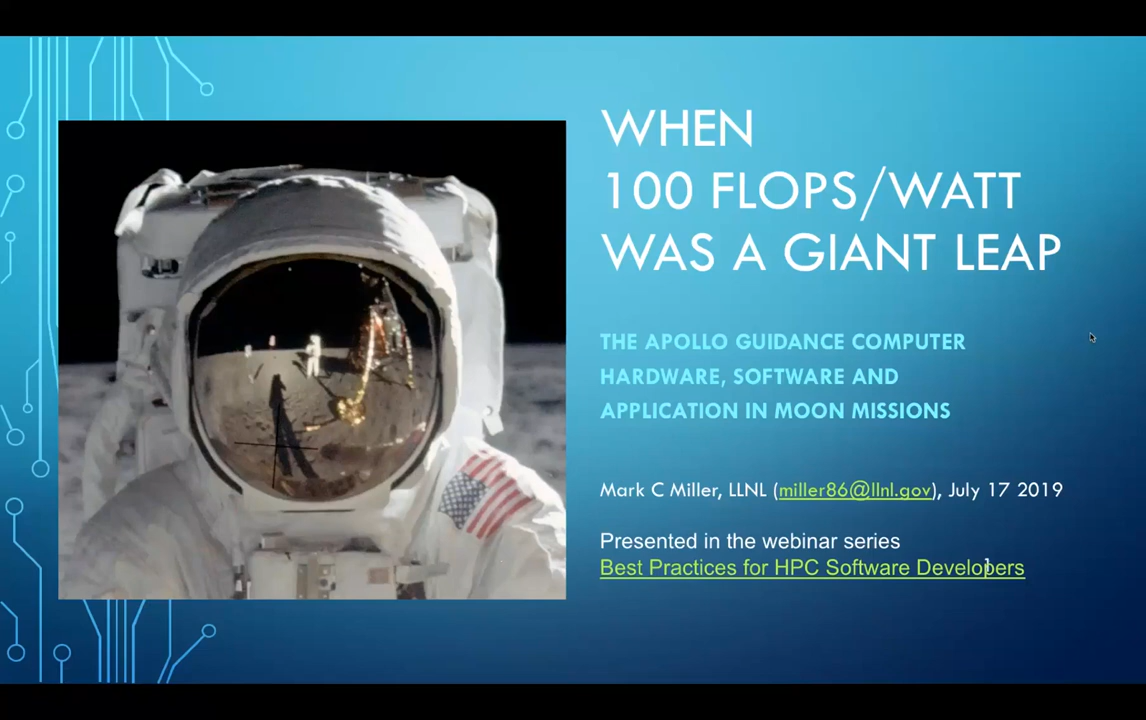 WHEN
100 FLOPS/WATT
WAS A GIANT LEAP
THE APOLLO GUIDANCE COMPUTER
HARDWARE, SOFTWARE AND
APPLICATION IN MOON MISSIONS
Mark C Miller, LLNL (miller86@llnl.gov), July 17 2019
Presented in the webinar series
Best Practices for HPC Software Developers